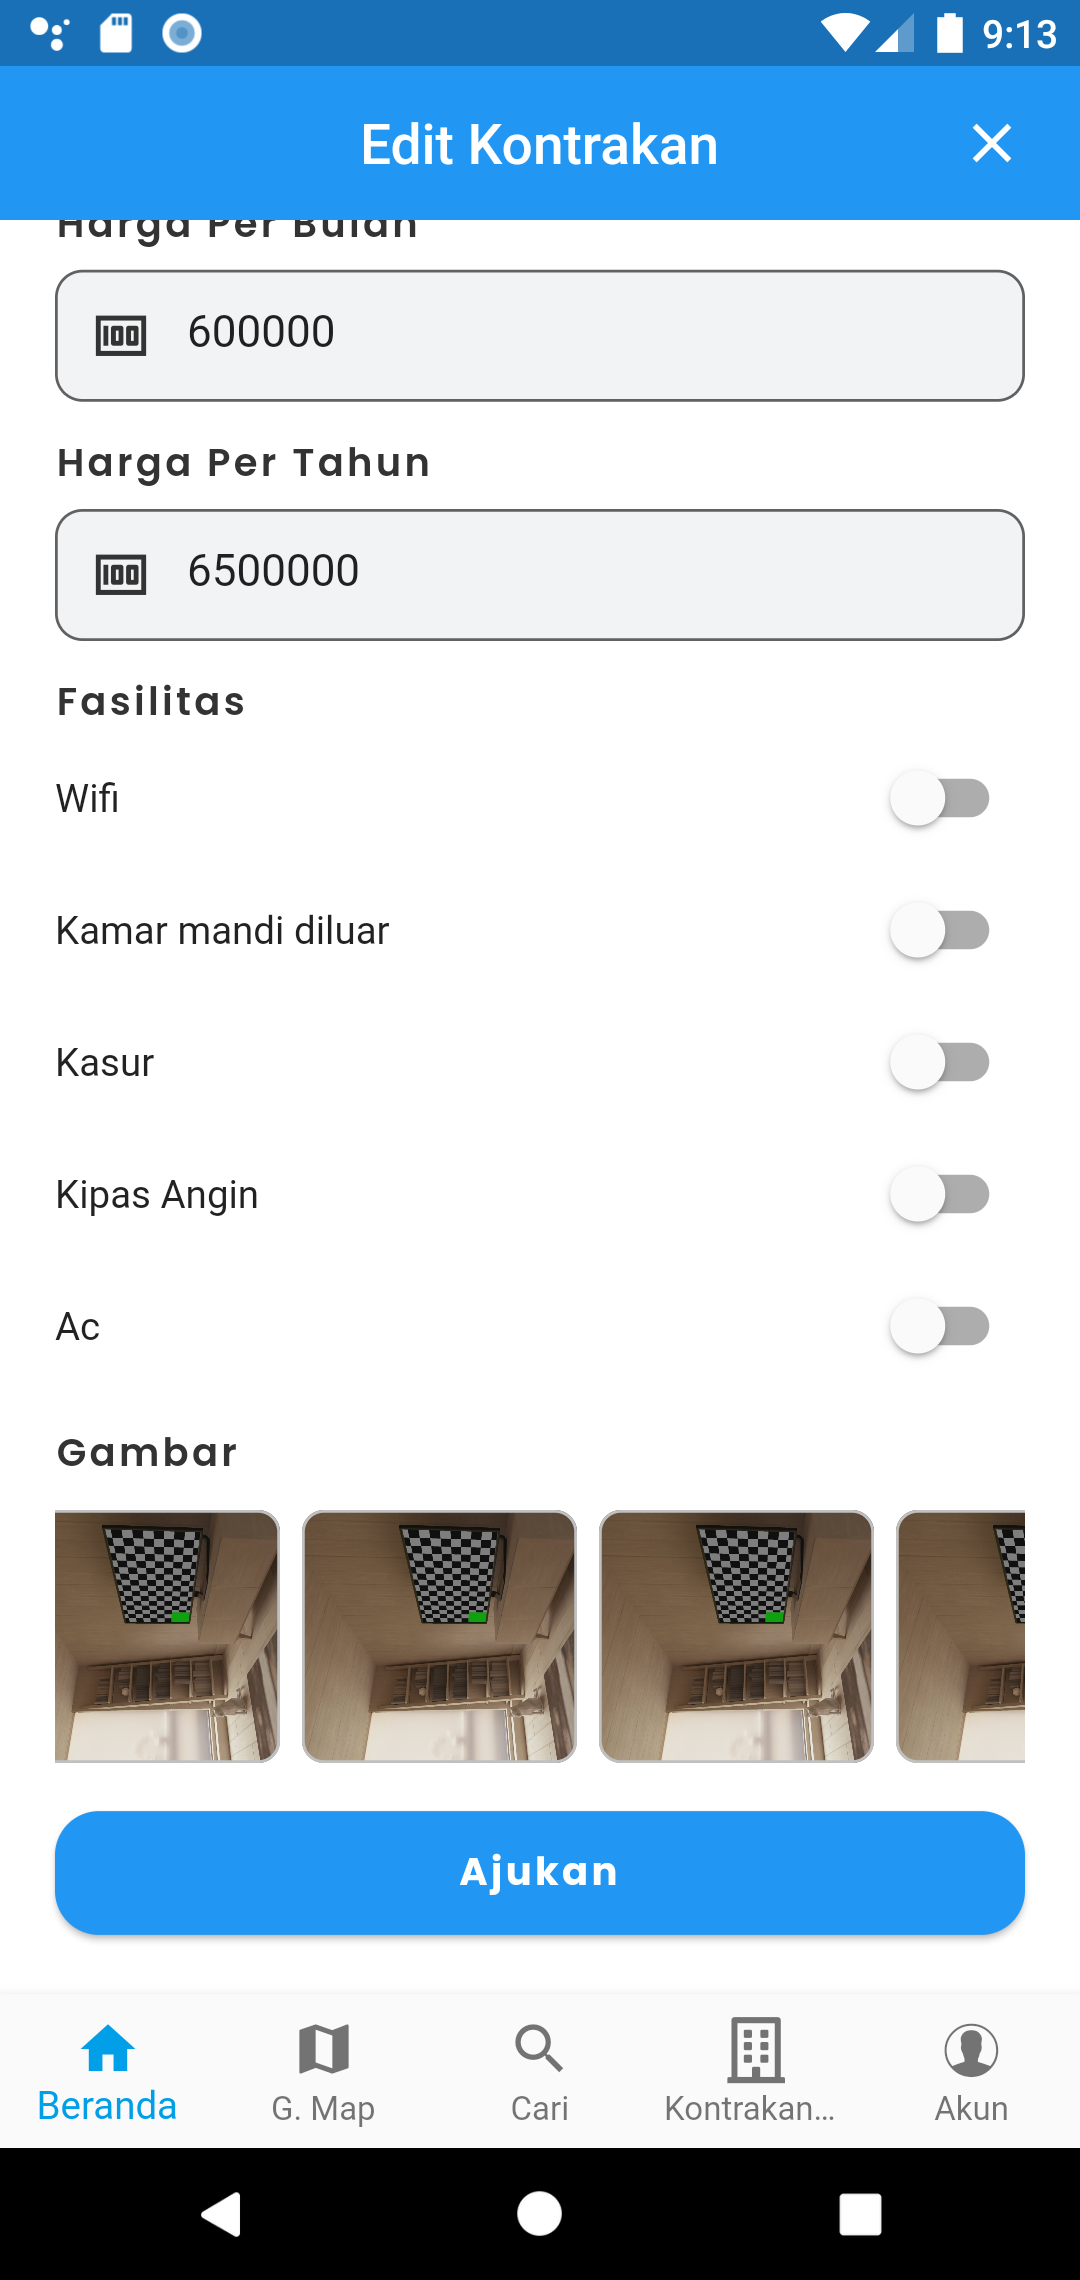 9:13
Edit Kontrakan
Harga Per Bulan
600000
Harga Per Tahun
6500000
Fasilitas
Wifi
Kamar mandi diluar
Kasur
Kipas Angin
Ac
Gambar
Ajukan
Beranda
G. Map
Cari
Kontrakan...
Akun